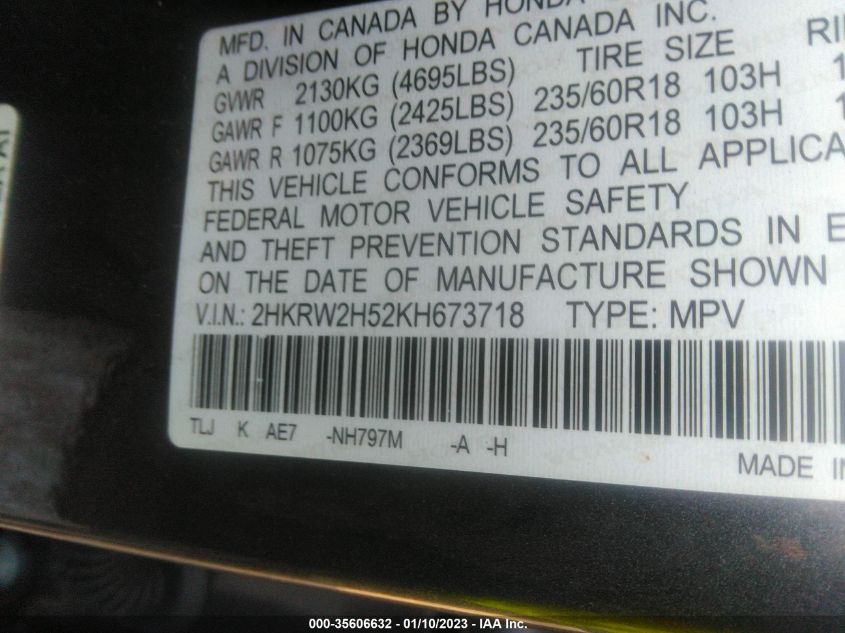 MFD. IN CANADA BY HONDA
A DIVISION OF HONDA CANADA INC.
TIRE SIZE
GVWR 2130KG (4695LBS)
GAWR F 1100KG (2425LBS) 235/60R18 103H
GAWR R 1075KG (2369LBS) 235/60R18 103H
THIS VEHICLE CONFORMS TO ALL APPLICA
FEDERAL MOTOR VEHICLE SAFETY
AND THEFT PREVENTION STANDARDS IN E
ON THE DATE OF MANUFACTURE SHOWN
V.I.N.: 2HKRW2H52KH673718 TYPE: MPV
TLJ K AE7 -NH797M -A -H
MADE IN
000-35606632 - 01/10/2023 - IAA Inc.